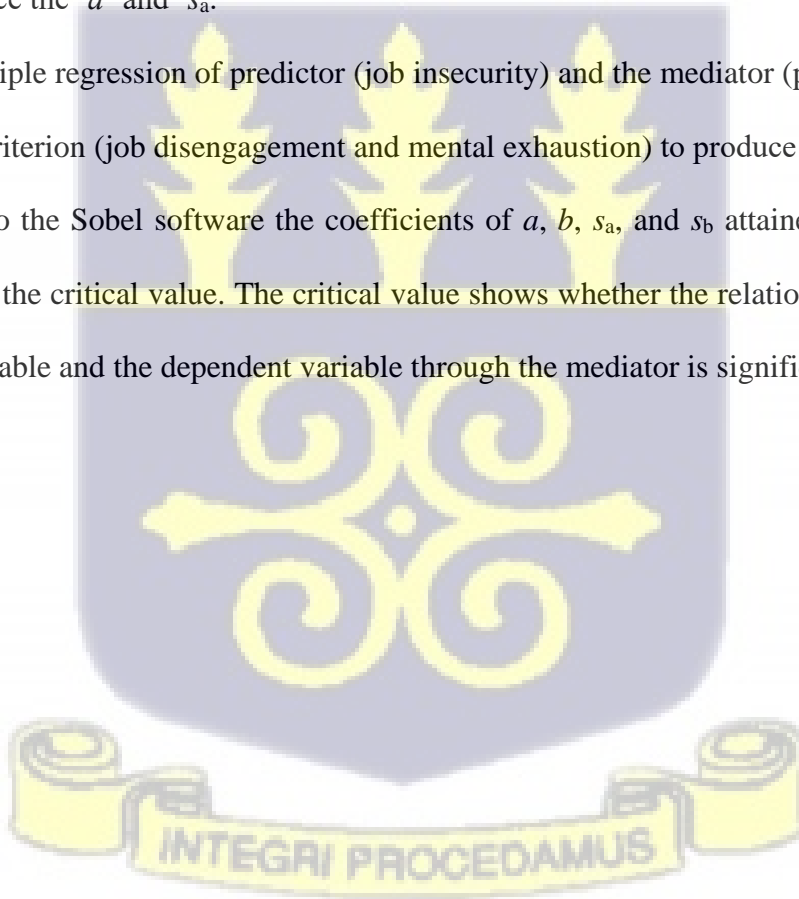 "a" and "sa.
iple regression of predictor (job insecurity) and the mediator (p
riterion (job disengagement and mental exhaustion) to produce
o the Sobel software the coefficients of a, b, sa, and sb attaine
the critical value. The critical value shows whether the relatio
able and the dependent variable through the mediator is signifi
INTEGRI PROCEDAMUS